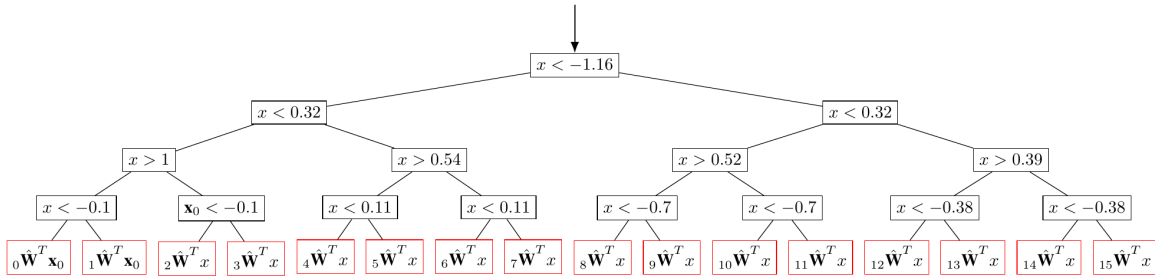 x < −1.16
x < 0.32 x < 0.32
x > 1 x > 0.54 x > 0.52 x > 0.39
x < −0.1 𝐱₀ < −0.1 x < 0.11 x < 0.11 x < −0.7 x < −0.7 x < −0.38 x < −0.38
₀𝐖̂ᵀ𝐱₀ ₁𝐖̂ᵀ𝐱₀ ₂𝐖̂ᵀx ₃𝐖̂ᵀx ₄𝐖̂ᵀx ₅𝐖̂ᵀx ₆𝐖̂ᵀx ₇𝐖̂ᵀx ₈𝐖̂ᵀx ₉𝐖̂ᵀx ₁₀𝐖̂ᵀx ₁₁𝐖̂ᵀx ₁₂𝐖̂ᵀx ₁₃𝐖̂ᵀx ₁₄𝐖̂ᵀx ₁₅𝐖̂ᵀx